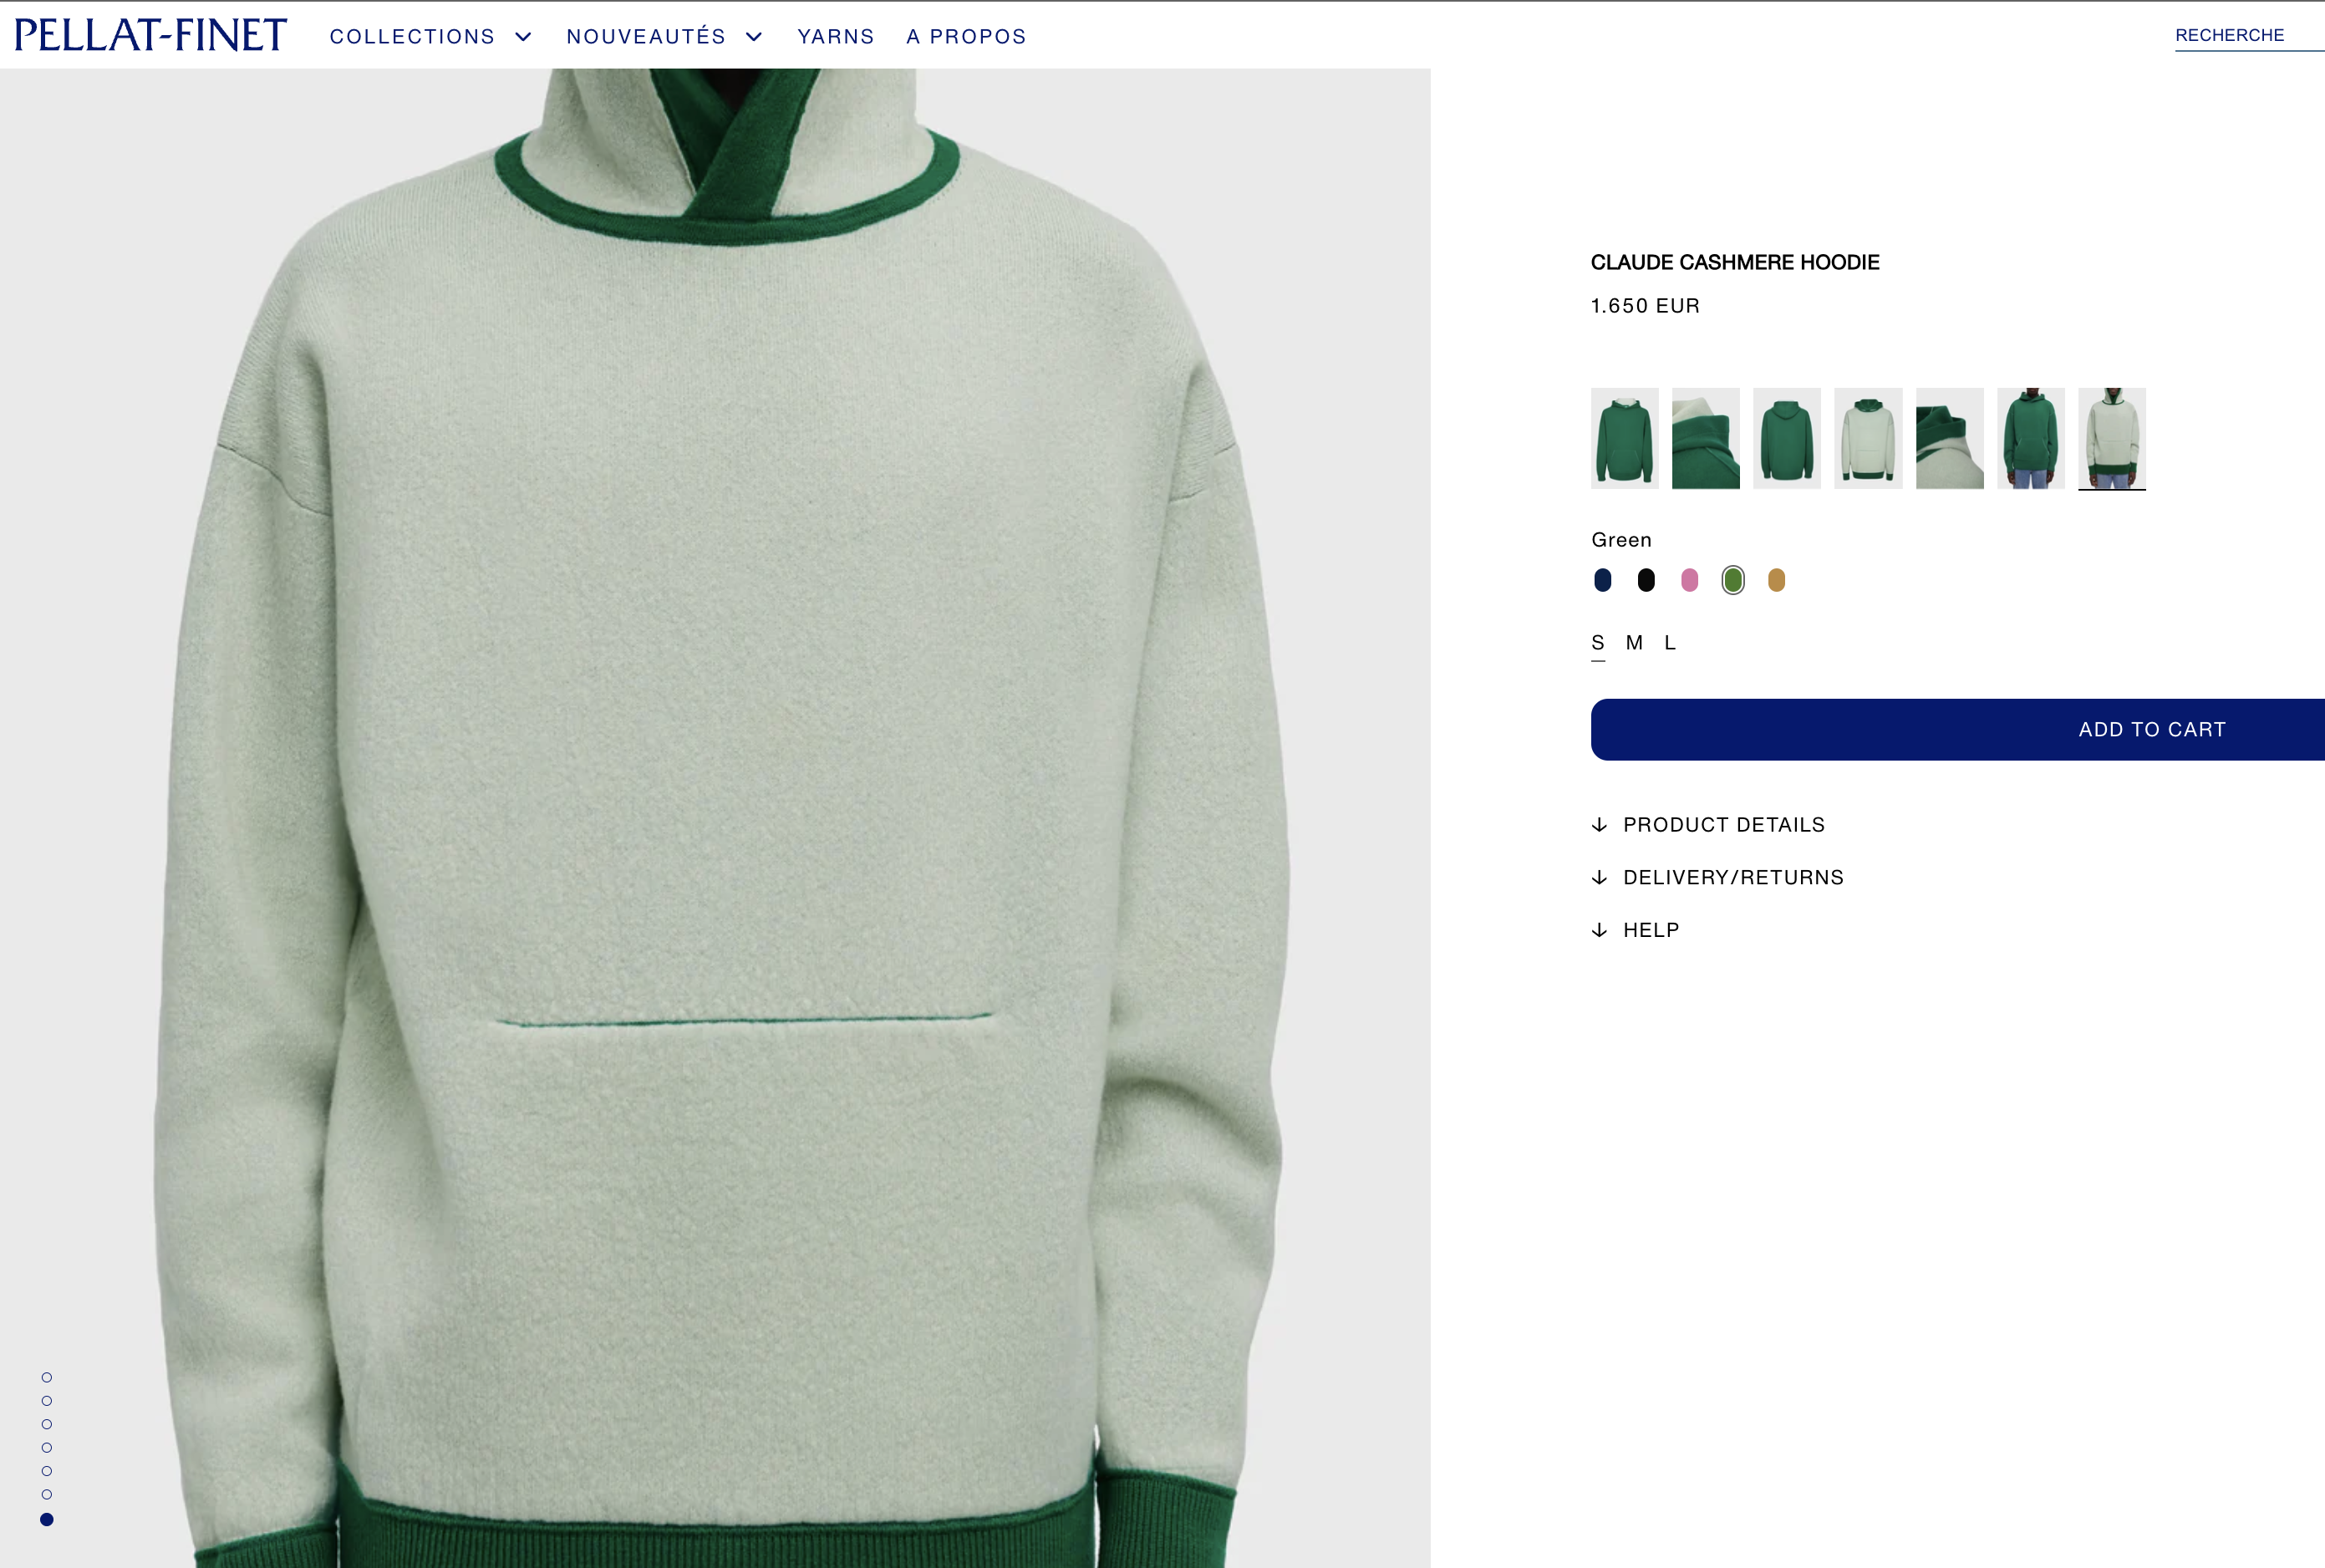 PELLAT-FINET
COLLECTIONS
NOUVEAUTÉS
YARNS
A PROPOS
RECHERCHE
CLAUDE CASHMERE HOODIE
1.650 EUR
Green
S M L
ADD TO CART
PRODUCT DETAILS
DELIVERY/RETURNS
HELP